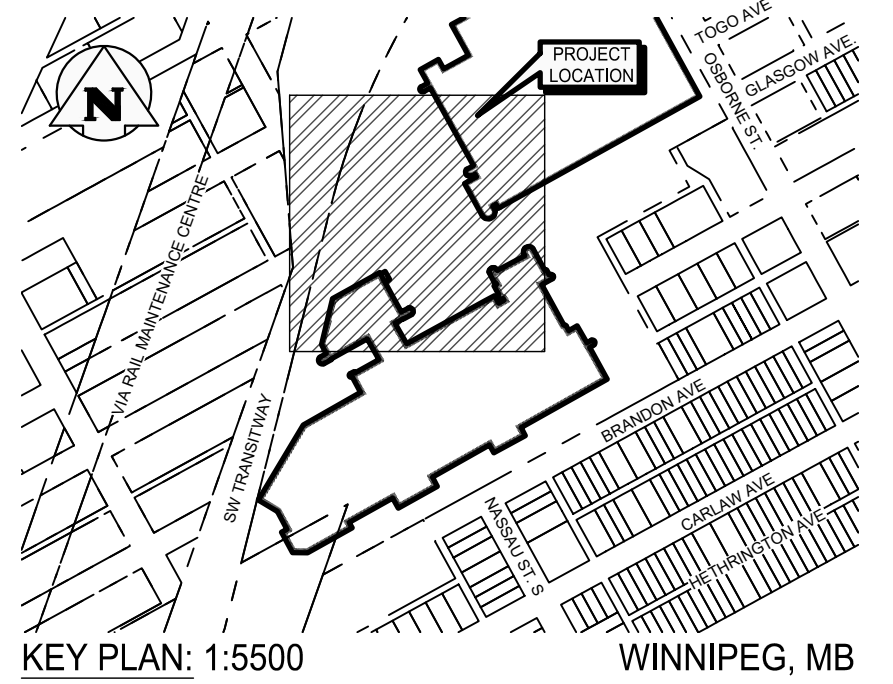 TOGO AVE
PROJECT
LOCATION
GLASGOW AVE.
OSBORNE ST.
N
VIA RAIL MAINTENANCE CENTRE
SW TRANSITWAY
BRANDON AVE
CARLAW AVE
NASSAU ST. S
HETHRINGTON AVE
KEY PLAN: 1:5500
WINNIPEG, MB